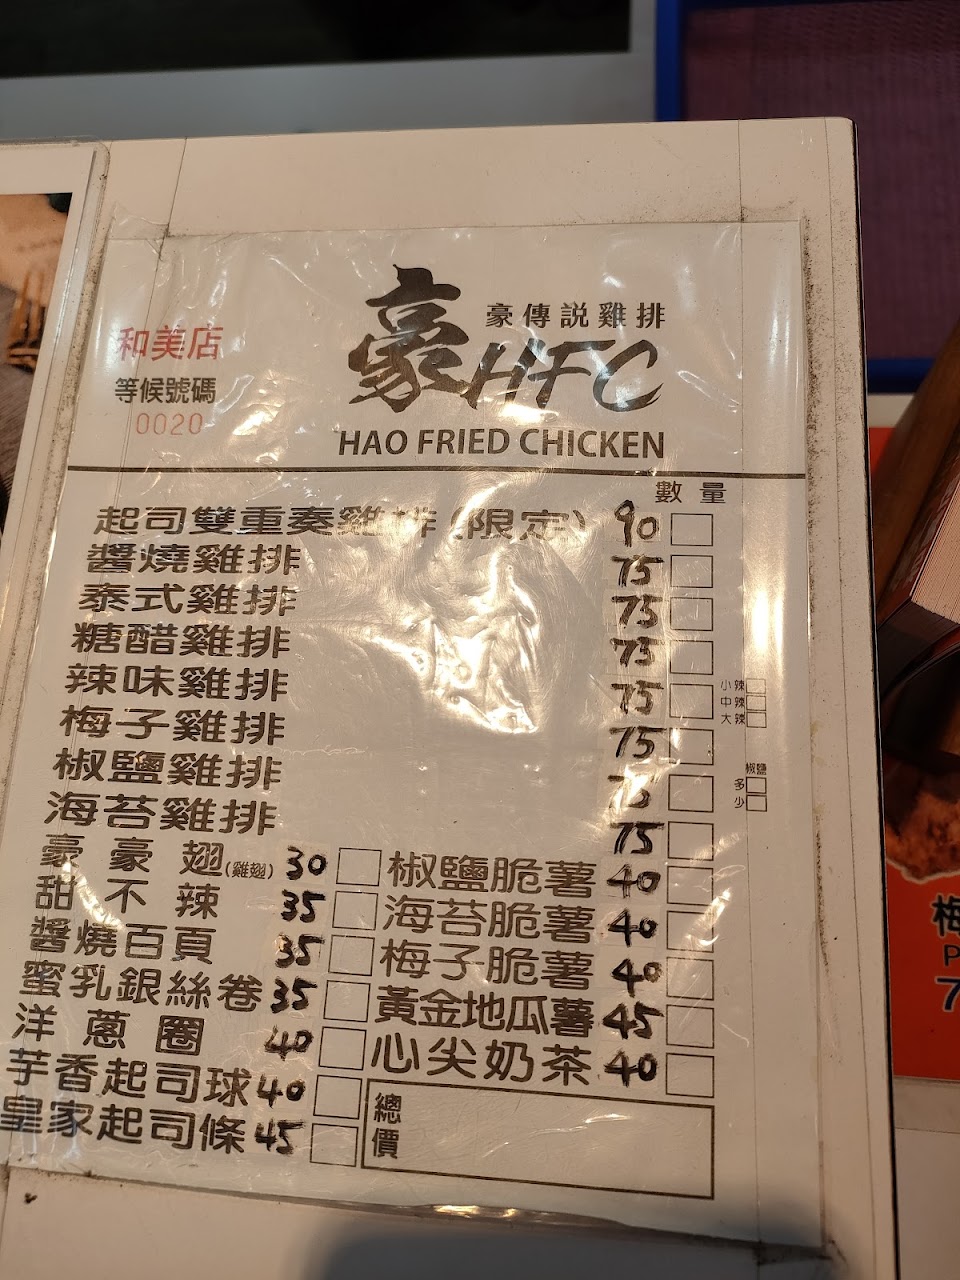 豪傳說雞排
和美店
豪HFC
等候號碼
0020
HAO FRIED CHICKEN
數量
起司雙重奏雞排(限定) 90
醬燒雞排 75
泰式雞排 75
糖醋雞排 75
辣味雞排 75
小辣
中辣
大辣
梅子雞排 75
椒鹽雞排 75
椒鹽
多
少
海苔雞排 75
豪豪翅(雞翅) 30 椒鹽脆薯 40
甜不辣 35 海苔脆薯 40
醬燒百頁 35 梅子脆薯 40
蜜乳銀絲卷 35 黃金地瓜薯 45
洋蔥圈 40 心尖奶茶 40
芋香起司球 40
皇家起司條 45
總價
梅
P
7